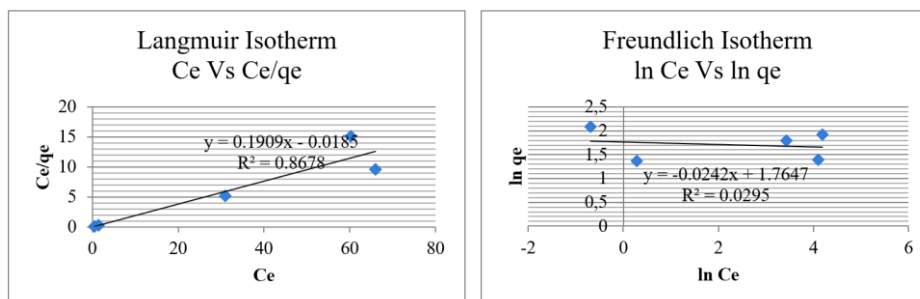 Langmuir Isotherm
Ce Vs Ce/qe
20
15
10
5
0
y = 0.1909x - 0.0185
R² = 0.8678
0
20
40
60
80
Ce/qe
Ce
Freundlich Isotherm
ln Ce Vs ln qe
2,5
2
1,5
1
0,5
0
y = -0.0242x + 1.7647
R² = 0.0295
-2
0
2
4
6
ln qe
ln Ce